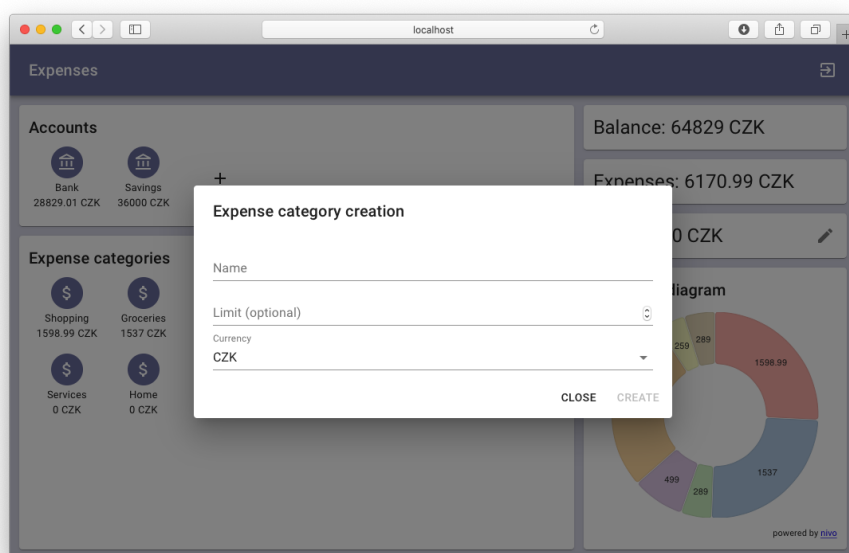 localhost
Expenses
Accounts
Bank
28829.01 CZK
Savings
36000 CZK
+
Expense categories
Shopping
1598.99 CZK
Groceries
1537 CZK
Services
0 CZK
Home
0 CZK
Expense category creation
Name
Limit (optional)
Currency
CZK
CLOSE CREATE
Balance: 64829 CZK
Expenses: 6170.99 CZK
0 CZK
diagram
259
289
1598.99
1537
289
499
powered by nivo